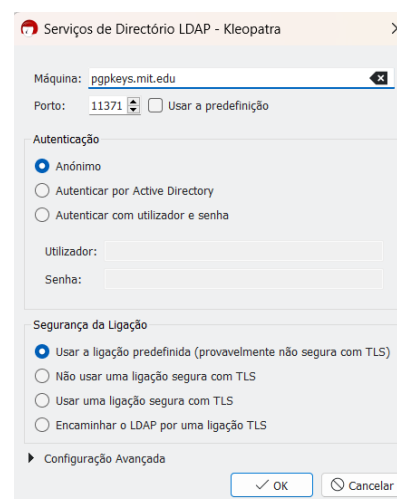 Serviços de Directório LDAP - Kleopatra
Máquina: pgpkeys.mit.edu
Porto: 11371 Usar a predefinição
Autenticação
Anónimo
Autenticar por Active Directory
Autenticar com utilizador e senha
Utilizador:
Senha:
Segurança da Ligação
Usar a ligação predefinida (provavelmente não segura com TLS)
Não usar uma ligação segura com TLS
Usar uma ligação segura com TLS
Encaminhar o LDAP por uma ligação TLS
Configuração Avançada
OK Cancelar